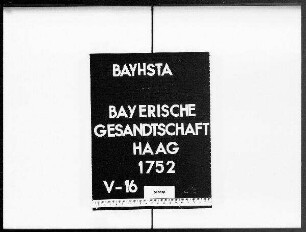 BAYHSTA
BAYERISCHE
GESANDTSCHAFT
HAAG
1752
V-16